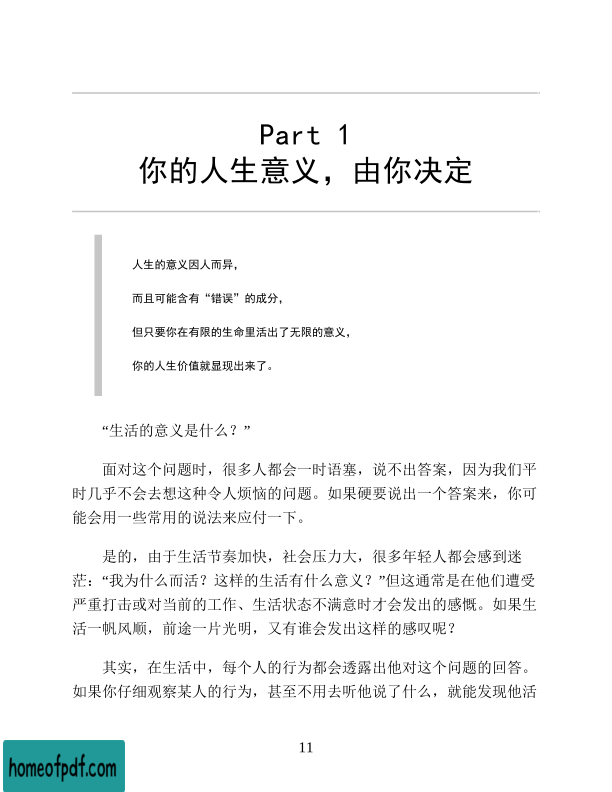 Part 1
你的人生意义，由你决定
人生的意义因人而异，
而且可能含有“错误”的成分，
但只要你在有限的生命里活出了无限的意义，
你的人生价值就显现出来了。
“生活的意义是什么？”
面对这个问题时，很多人都会一时语塞，说不出答案，因为我们平
时几乎不会去想这种令人烦恼的问题。如果硬要说出一个答案来，你可
能会用一些常用的说法来应付一下。
是的，由于生活节奏加快，社会压力大，很多年轻人都会感到迷
茫：“我为什么而活？这样的生活有什么意义？”但这通常是在他们遭受
严重打击或对当前的工作、生活状态不满意时才会发出的感慨。如果生
活一帆风顺，前途一片光明，又有谁会发出这样的感叹呢？
其实，在生活中，每个人的行为都会透露出他对这个问题的回答。
如果你仔细观察某人的行为，甚至不用去听他说了什么，就能发现他活
11
homeofpdf.com